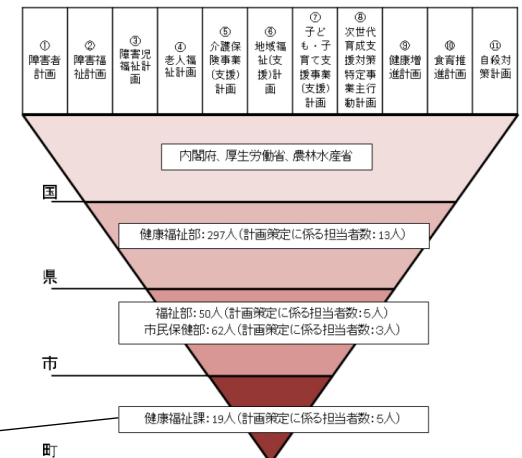 ①
障害者
計画
②
障害福
祉計画
③
障害児
福祉計
画
④
老人福
祉計画
⑤
介護保
険事業
(支援)
計画
⑥
地域福
祉(支
援)計
画
⑦
子ど
も・子
育て支
援事業
(支援)
計画
⑧
次世代
育成支
援対策
特定事
業主行
動計画
⑨
健康増
進計画
⑩
食育推
進計画
⑪
自殺対
策計画
内閣府、厚生労働省、農林水産省
国
健康福祉部:297人(計画策定に係る担当者数:13人)
県
福祉部:50人(計画策定に係る担当者数:5人)
市民保健部:62人(計画策定に係る担当者数:3人)
市
健康福祉課:19人(計画策定に係る担当者数:5人)
町